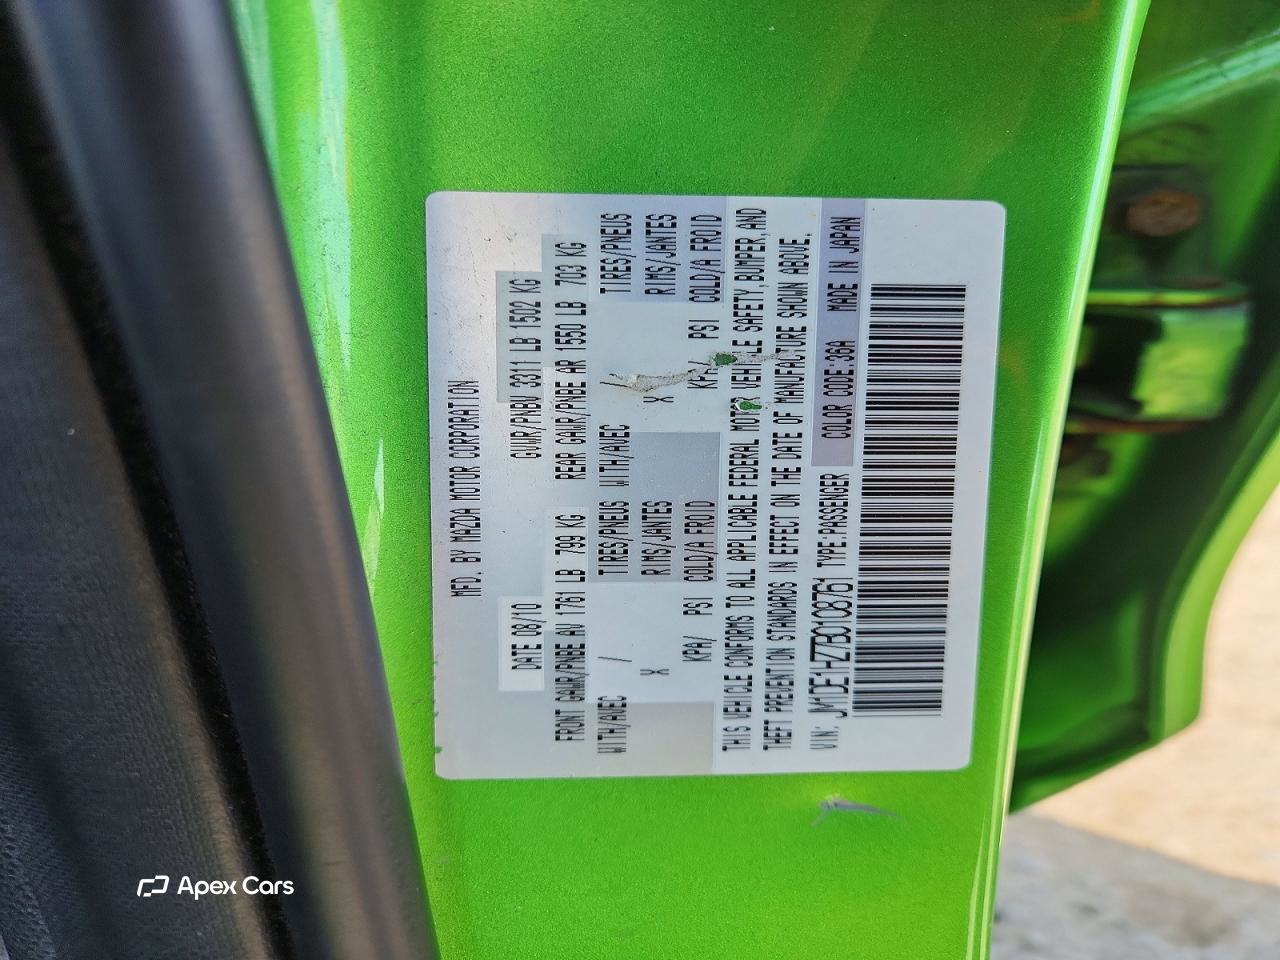 MFD. BY MAZDA MOTOR CORPORATION
DATE 08/10 GVWR/PNBV 3311 LB 1502 KG
FRONT GAWR/PNBE AV 1761 LB 799 KG REAR GAWR/PNBE AR 1550 LB 703 KG
WITH/AVEC / TIRES/PNEUS WITH/AVEC / TIRES/PNEUS
X RIMS/JANTES X RIMS/JANTES
KPA/ PSI COLD/A FROID KPA/ PSI COLD/A FROID
THIS VEHICLE CONFORMS TO ALL APPLICABLE FEDERAL MOTOR VEHICLE SAFETY, BUMPER, AND
THEFT PREVENTION STANDARDS IN EFFECT ON THE DATE OF MANUFACTURE SHOWN ABOVE.
VIN: JM1DE1HZ7B0108761 TYPE:PASSENGER COLOR CODE:36A MADE IN JAPAN
Apex Cars